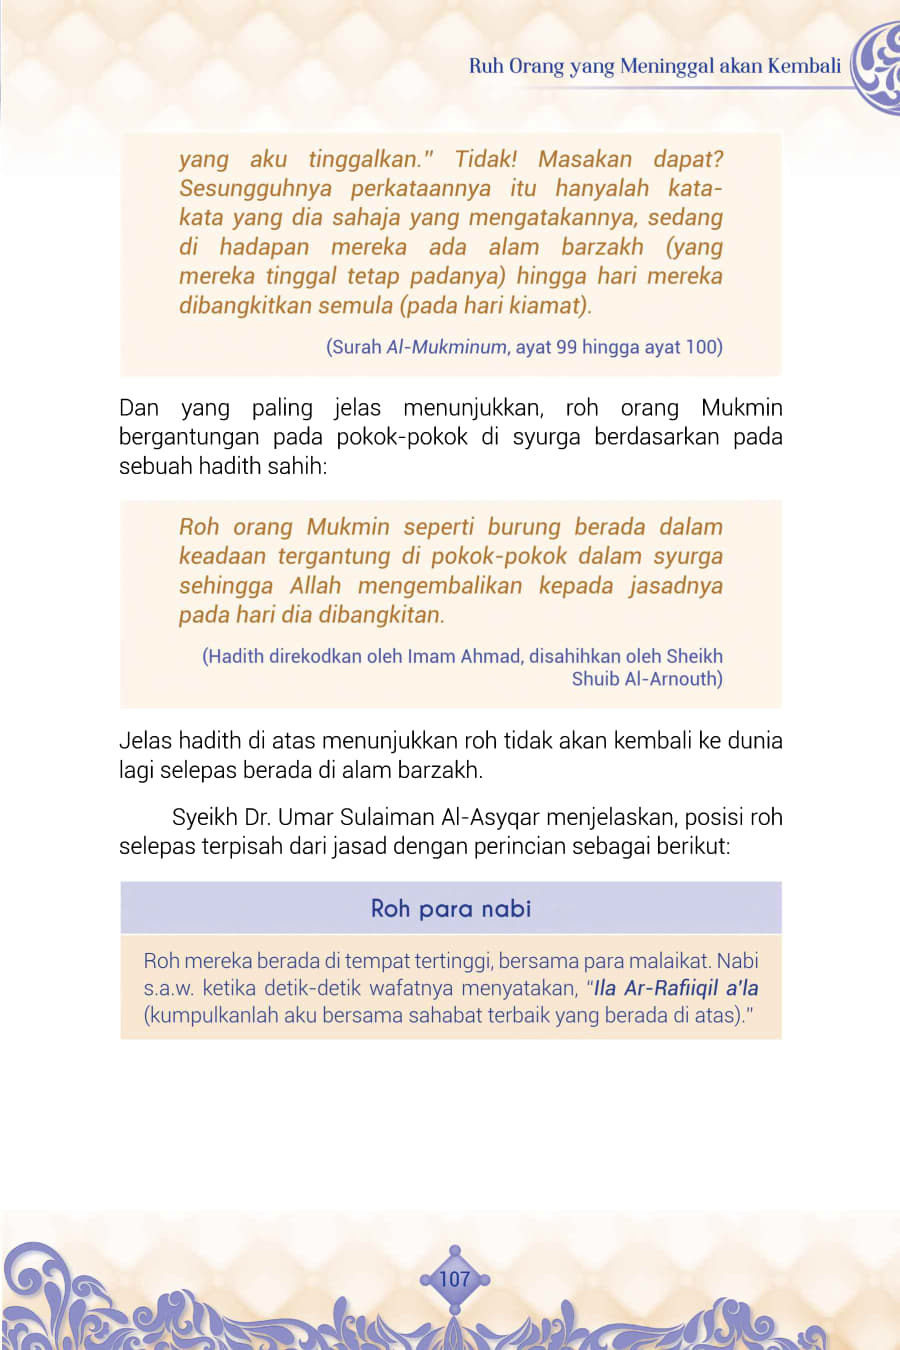 Ruh Orang yang Meninggal akan Kembali
yang aku tinggalkan." Tidak! Masakan dapat?
Sesungguhnya perkataannya itu hanyalah kata-
kata yang dia sahaja yang mengatakannya, sedang
di hadapan mereka ada alam barzakh (yang
mereka tinggal tetap padanya) hingga hari mereka
dibangkitkan semula (pada hari kiamat).
(Surah Al-Mukminum, ayat 99 hingga ayat 100)
Dan yang paling jelas menunjukkan, roh orang Mukmin
bergantungan pada pokok-pokok di syurga berdasarkan pada
sebuah hadith sahih:
Roh orang Mukmin seperti burung berada dalam
keadaan tergantung di pokok-pokok dalam syurga
sehingga Allah mengembalikan kepada jasadnya
pada hari dia dibangkitan.
(Hadith direkodkan oleh Imam Ahmad, disahihkan oleh Sheikh
Shuib Al-Arnouth)
Jelas hadith di atas menunjukkan roh tidak akan kembali ke dunia
lagi selepas berada di alam barzakh.
Syeikh Dr. Umar Sulaiman Al-Asyqar menjelaskan, posisi roh
selepas terpisah dari jasad dengan perincian sebagai berikut:
Roh para nabi
Roh mereka berada di tempat tertinggi, bersama para malaikat. Nabi
s.a.w. ketika detik-detik wafatnya menyatakan, "Ila Ar-Rafiiqil a'la
(kumpulkanlah aku bersama sahabat terbaik yang berada di atas)."
107